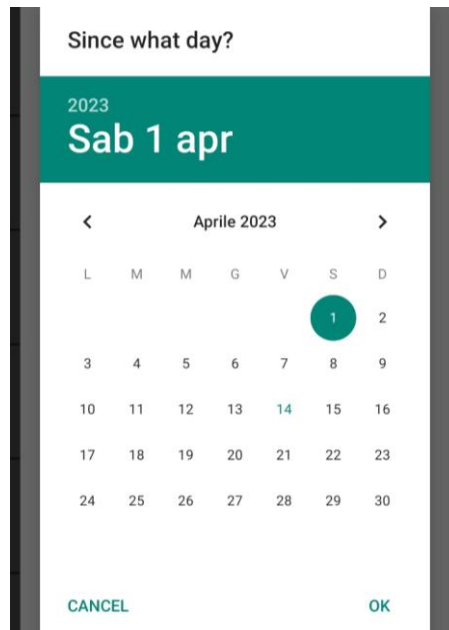 Since what day?
2023
Sab 1 apr
Aprile 2023
L M M G V S D
1 2
3 4 5 6 7 8 9
10 11 12 13 14 15 16
17 18 19 20 21 22 23
24 25 26 27 28 29 30
CANCEL OK